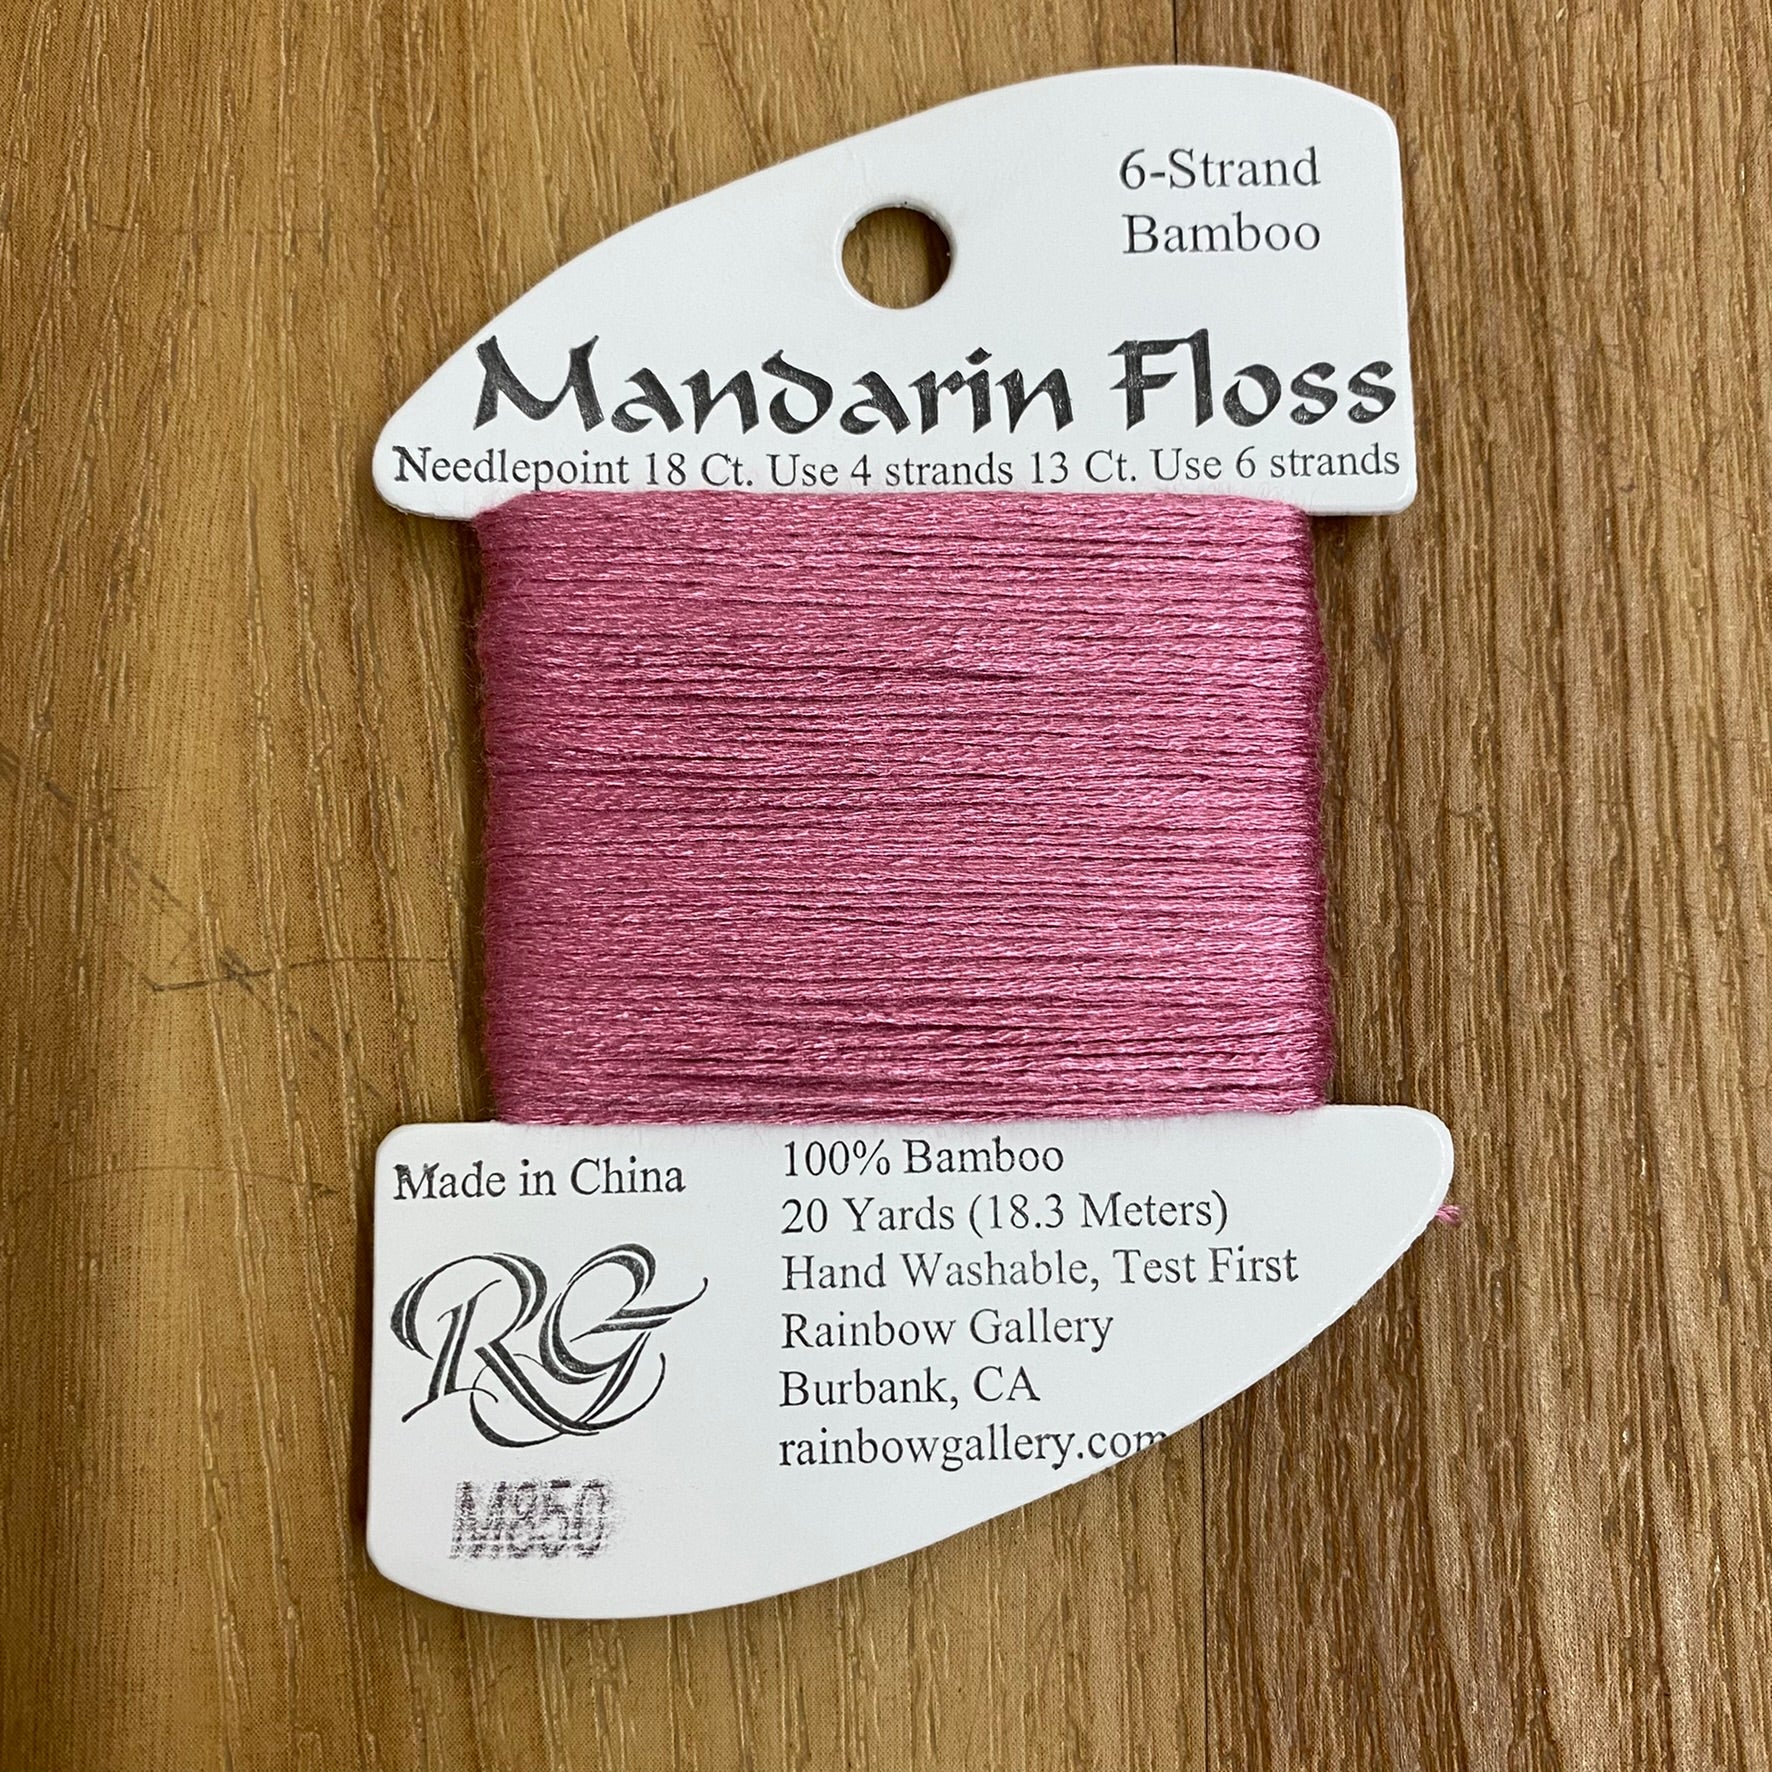 6-Strand
Bamboo
Mandarin Floss
Needlepoint 18 Ct. Use 4 strands 13 Ct. Use 6 strands
Made in China
RG
M850
100% Bamboo
20 Yards (18.3 Meters)
Hand Washable, Test First
Rainbow Gallery
Burbank, CA
rainbowgallery.com